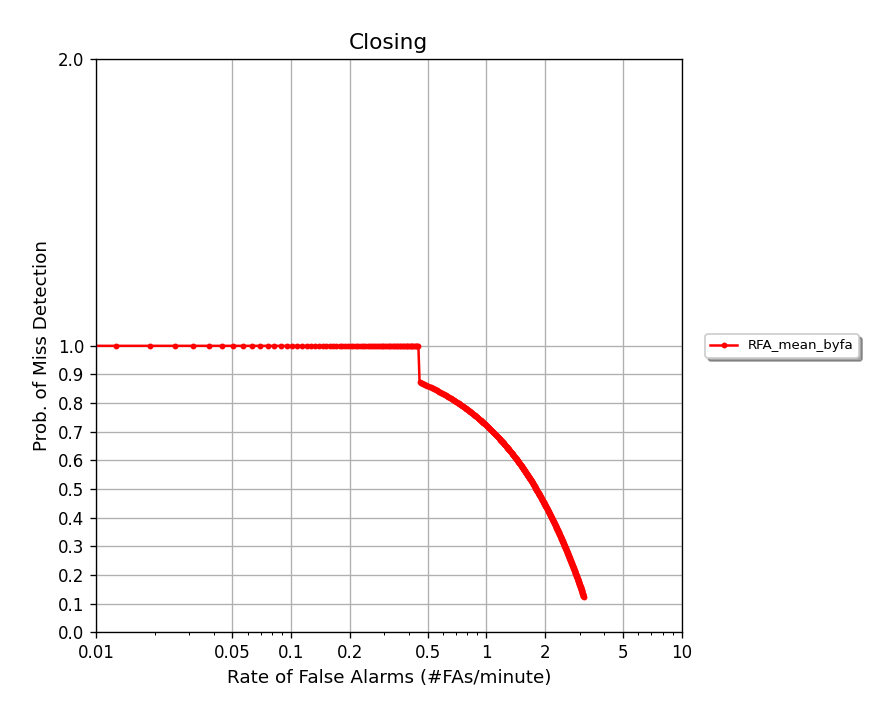 Closing
2.0
1.0
0.9
0.8
0.7
0.6
0.5
0.4
0.3
0.2
0.1
0.0
Prob. of Miss Detection
0.01 0.05 0.1 0.2 0.5 1 2 5 10
Rate of False Alarms (#FAs/minute)
RFA_mean_byfa